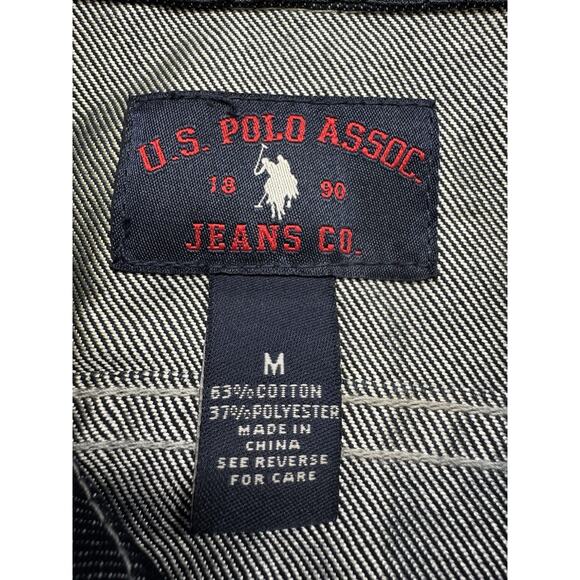 U.S. POLO ASSOC.
18 90
JEANS CO.
M
63% COTTON
37% POLYESTER
MADE IN
CHINA
SEE REVERSE
FOR CARE